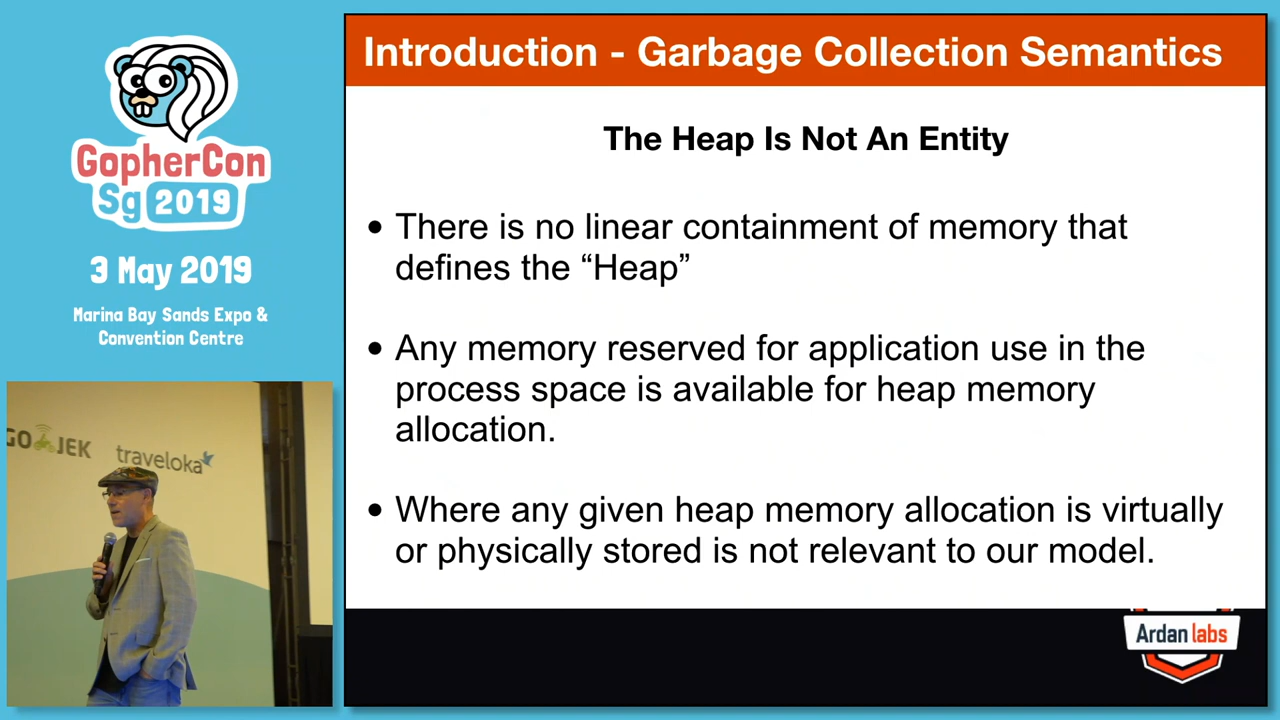 GopherCon
Sg 2019
3 May 2019
Marina Bay Sands Expo &
Convention Centre
GO JEK
traveloka
Introduction - Garbage Collection Semantics
The Heap Is Not An Entity
• There is no linear containment of memory that
defines the “Heap”
• Any memory reserved for application use in the
process space is available for heap memory
allocation.
• Where any given heap memory allocation is virtually
or physically stored is not relevant to our model.
Ardan labs